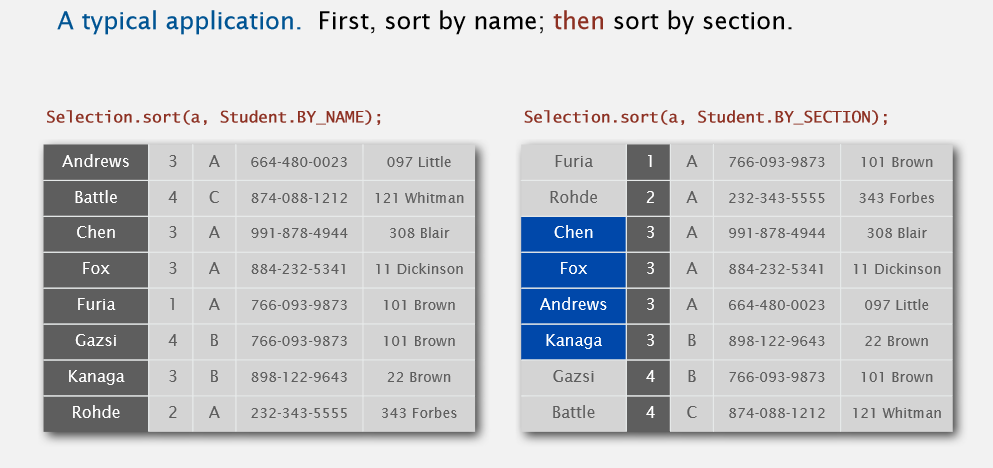 A typical application. First, sort by name; then sort by section.
Selection.sort(a, Student.BY_NAME);
Andrews 3 A 664-480-0023 097 Little
Battle 4 C 874-088-1212 121 Whitman
Chen 3 A 991-878-4944 308 Blair
Fox 3 A 884-232-5341 11 Dickinson
Furia 1 A 766-093-9873 101 Brown
Gazsi 4 B 766-093-9873 101 Brown
Kanaga 3 B 898-122-9643 22 Brown
Rohde 2 A 232-343-5555 343 Forbes
Selection.sort(a, Student.BY_SECTION);
Furia 1 A 766-093-9873 101 Brown
Rohde 2 A 232-343-5555 343 Forbes
Chen 3 A 991-878-4944 308 Blair
Fox 3 A 884-232-5341 11 Dickinson
Andrews 3 A 664-480-0023 097 Little
Kanaga 3 B 898-122-9643 22 Brown
Gazsi 4 B 766-093-9873 101 Brown
Battle 4 C 874-088-1212 121 Whitman